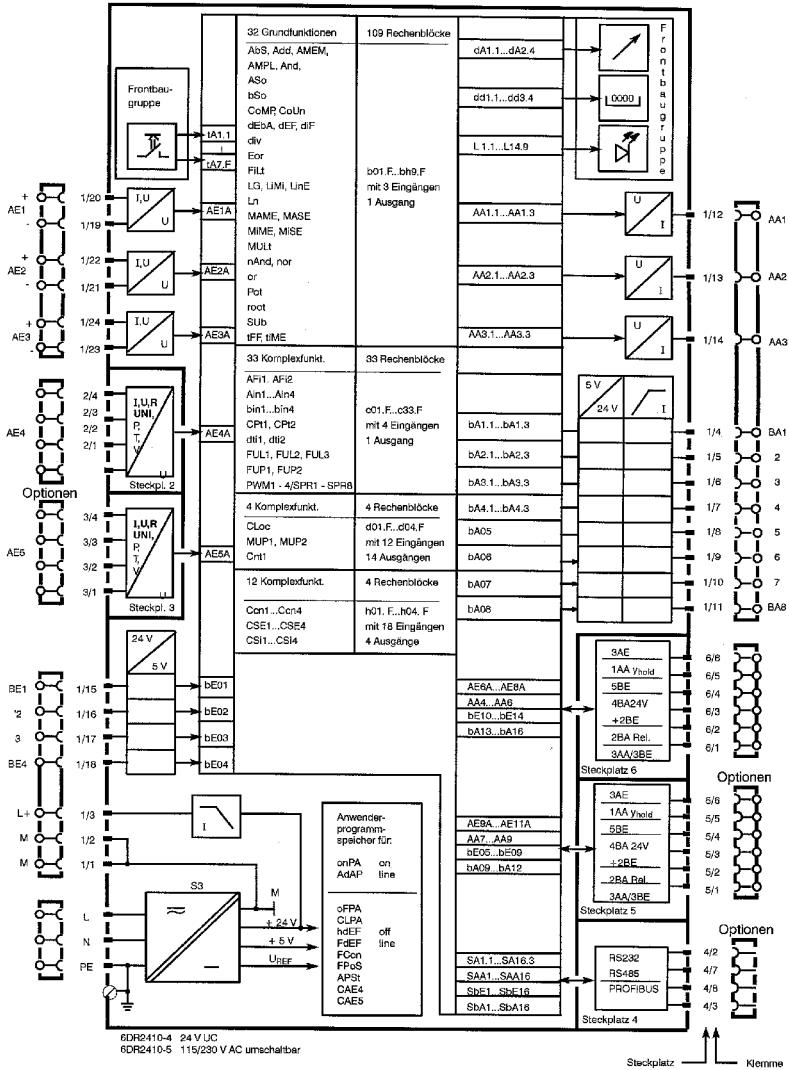 32 Grundfunktionen
109 Rechenblöcke
AbS, Add, AMEM,
AMPL, And,
ASo
bSo
CoMP, CoUn
dEbA, dEF, diF
div
Eor
FiLt
LG, LiMi, LinE
Ln
MAME, MASE
MiME, MiSE
MULt
nAnd, nor
or
Pot
root
SUb
tFF, tiME
b01.F...bh9.F
mit 3 Eingängen
1 Ausgang
33 Komplexfunkt.
33 Rechenblöcke
AFi1, AFi2
Ain1...Ain4
bin1...bin4
CPt1, CPt2
dti1, dti2
FUL1, FUL2, FUL3
FUP1, FUP2
PWM1 - 4/SPR1 - SPR8
c01.F...c33.F
mit 4 Eingängen
1 Ausgang
4 Komplexfunkt.
4 Rechenblöcke
CLoc
MUP1, MUP2
Cnt1
d01.F...d04.F
mit 12 Eingängen
14 Ausgängen
12 Komplexfunkt.
4 Rechenblöcke
Ccn1...Ccn4
CSE1...CSE4
CSi1...CSi4
h01. F...h04. F
mit 18 Eingängen
4 Ausgänge
Frontbau-
gruppe
tA1.1
tA7.F
+
AE1
-
1/20
1/19
I,U
U
AE1A
+
AE2
-
1/22
1/21
I,U
U
AE2A
+
AE3
-
1/24
1/23
I,U
U
AE3A
AE4
2/4
2/3
2/2
2/1
I,U,R
UNI,
P,
T,
V
U
Steckpl. 2
AE4A
Optionen
AE5
3/4
3/3
3/2
3/1
I,U,R
UNI,
P,
T,
V
U
Steckpl. 3
AE5A
24 V
5 V
BE1
'2
3
BE4
1/15
1/16
1/17
1/18
bE01
bE02
bE03
bE04
L+
M
M
1/3
1/2
1/1
I
S3
M
+ 24 V
+ 5 V
UREF
L
N
PE
Anwender-
programm-
speicher für:
onPA on
AdAP line
oFPA
CLPA
hdEF off
FdEF line
FCon
FPoS
APSt
CAE4
CAE5
dA1.1...dA2.4
dd1.1...dd3.4
L1.1...L14.9
Frontbaugruppe
0000
AA1.1...AA1.3
U
I
1/12
AA1
AA2.1...AA2.3
U
I
1/13
AA2
AA3.1...AA3.3
U
I
1/14
AA3
5 V
24 V
I
bA1.1...bA1.3
1/4
BA1
bA2.1...bA2.3
1/5
2
bA3.1...bA3.3
1/6
3
bA4.1...bA4.3
1/7
4
bA05
1/8
5
bA06
1/9
6
bA07
1/10
7
bA08
1/11
BA8
AE6A...AE8A
AA4...AA6
bE10...bE14
bA13...bA16
3AE
1AA yhold
5BE
4BA24V
+2BE
2BA Rel.
3AA/3BE
Steckplatz 6
6/6
6/5
6/4
6/3
6/2
6/1
Optionen
AE9A...AE11A
AA7...AA9
bE05...bE09
bA09...bA12
3AE
1AA yhold
5BE
4BA 24V
+2BE
2BA Rel.
3AA/3BE
Steckplatz 5
5/6
5/5
5/4
5/3
5/2
5/1
Optionen
SA1.1...SA16.3
SAA1...SAA16
SbE1...SbE16
SbA1...SbA16
RS232
RS485
PROFIBUS
Steckplatz 4
4/2
4/7
4/8
4/3
6DR2410-4 24 V UC
6DR2410-5 115/230 V AC umschaltbar
Steckplatz
Klemme